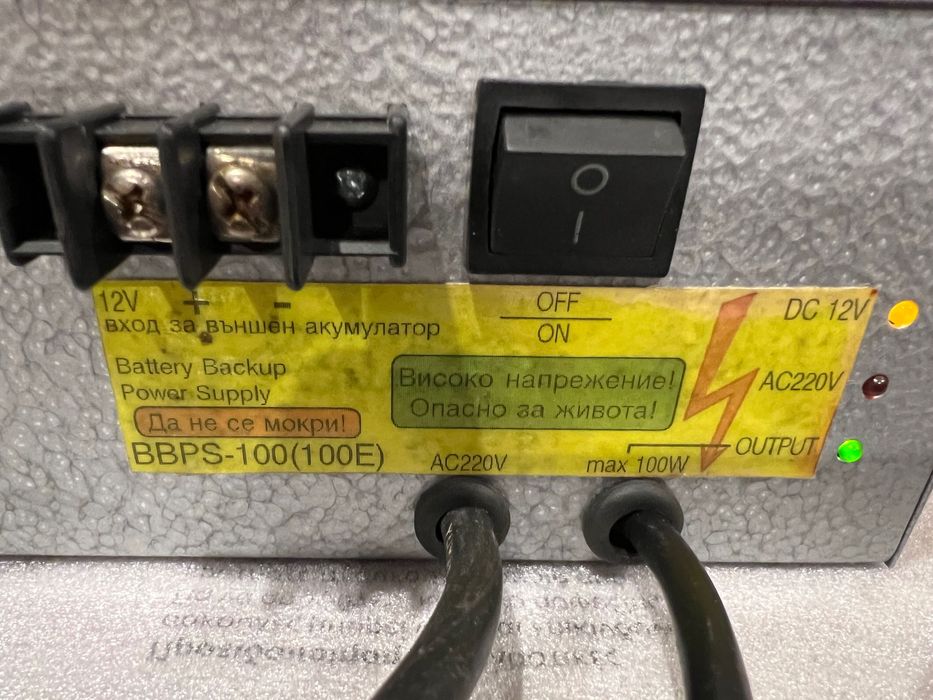 O
I
12V + -
вход за външен акумулатор
Battery Backup
Power Supply
Да не се мокри!
BBPS-100(100E)
OFF
ON
Високо напрежение!
Опасно за живота!
AC220V
max 100W
DC 12V
AC220V
OUTPUT